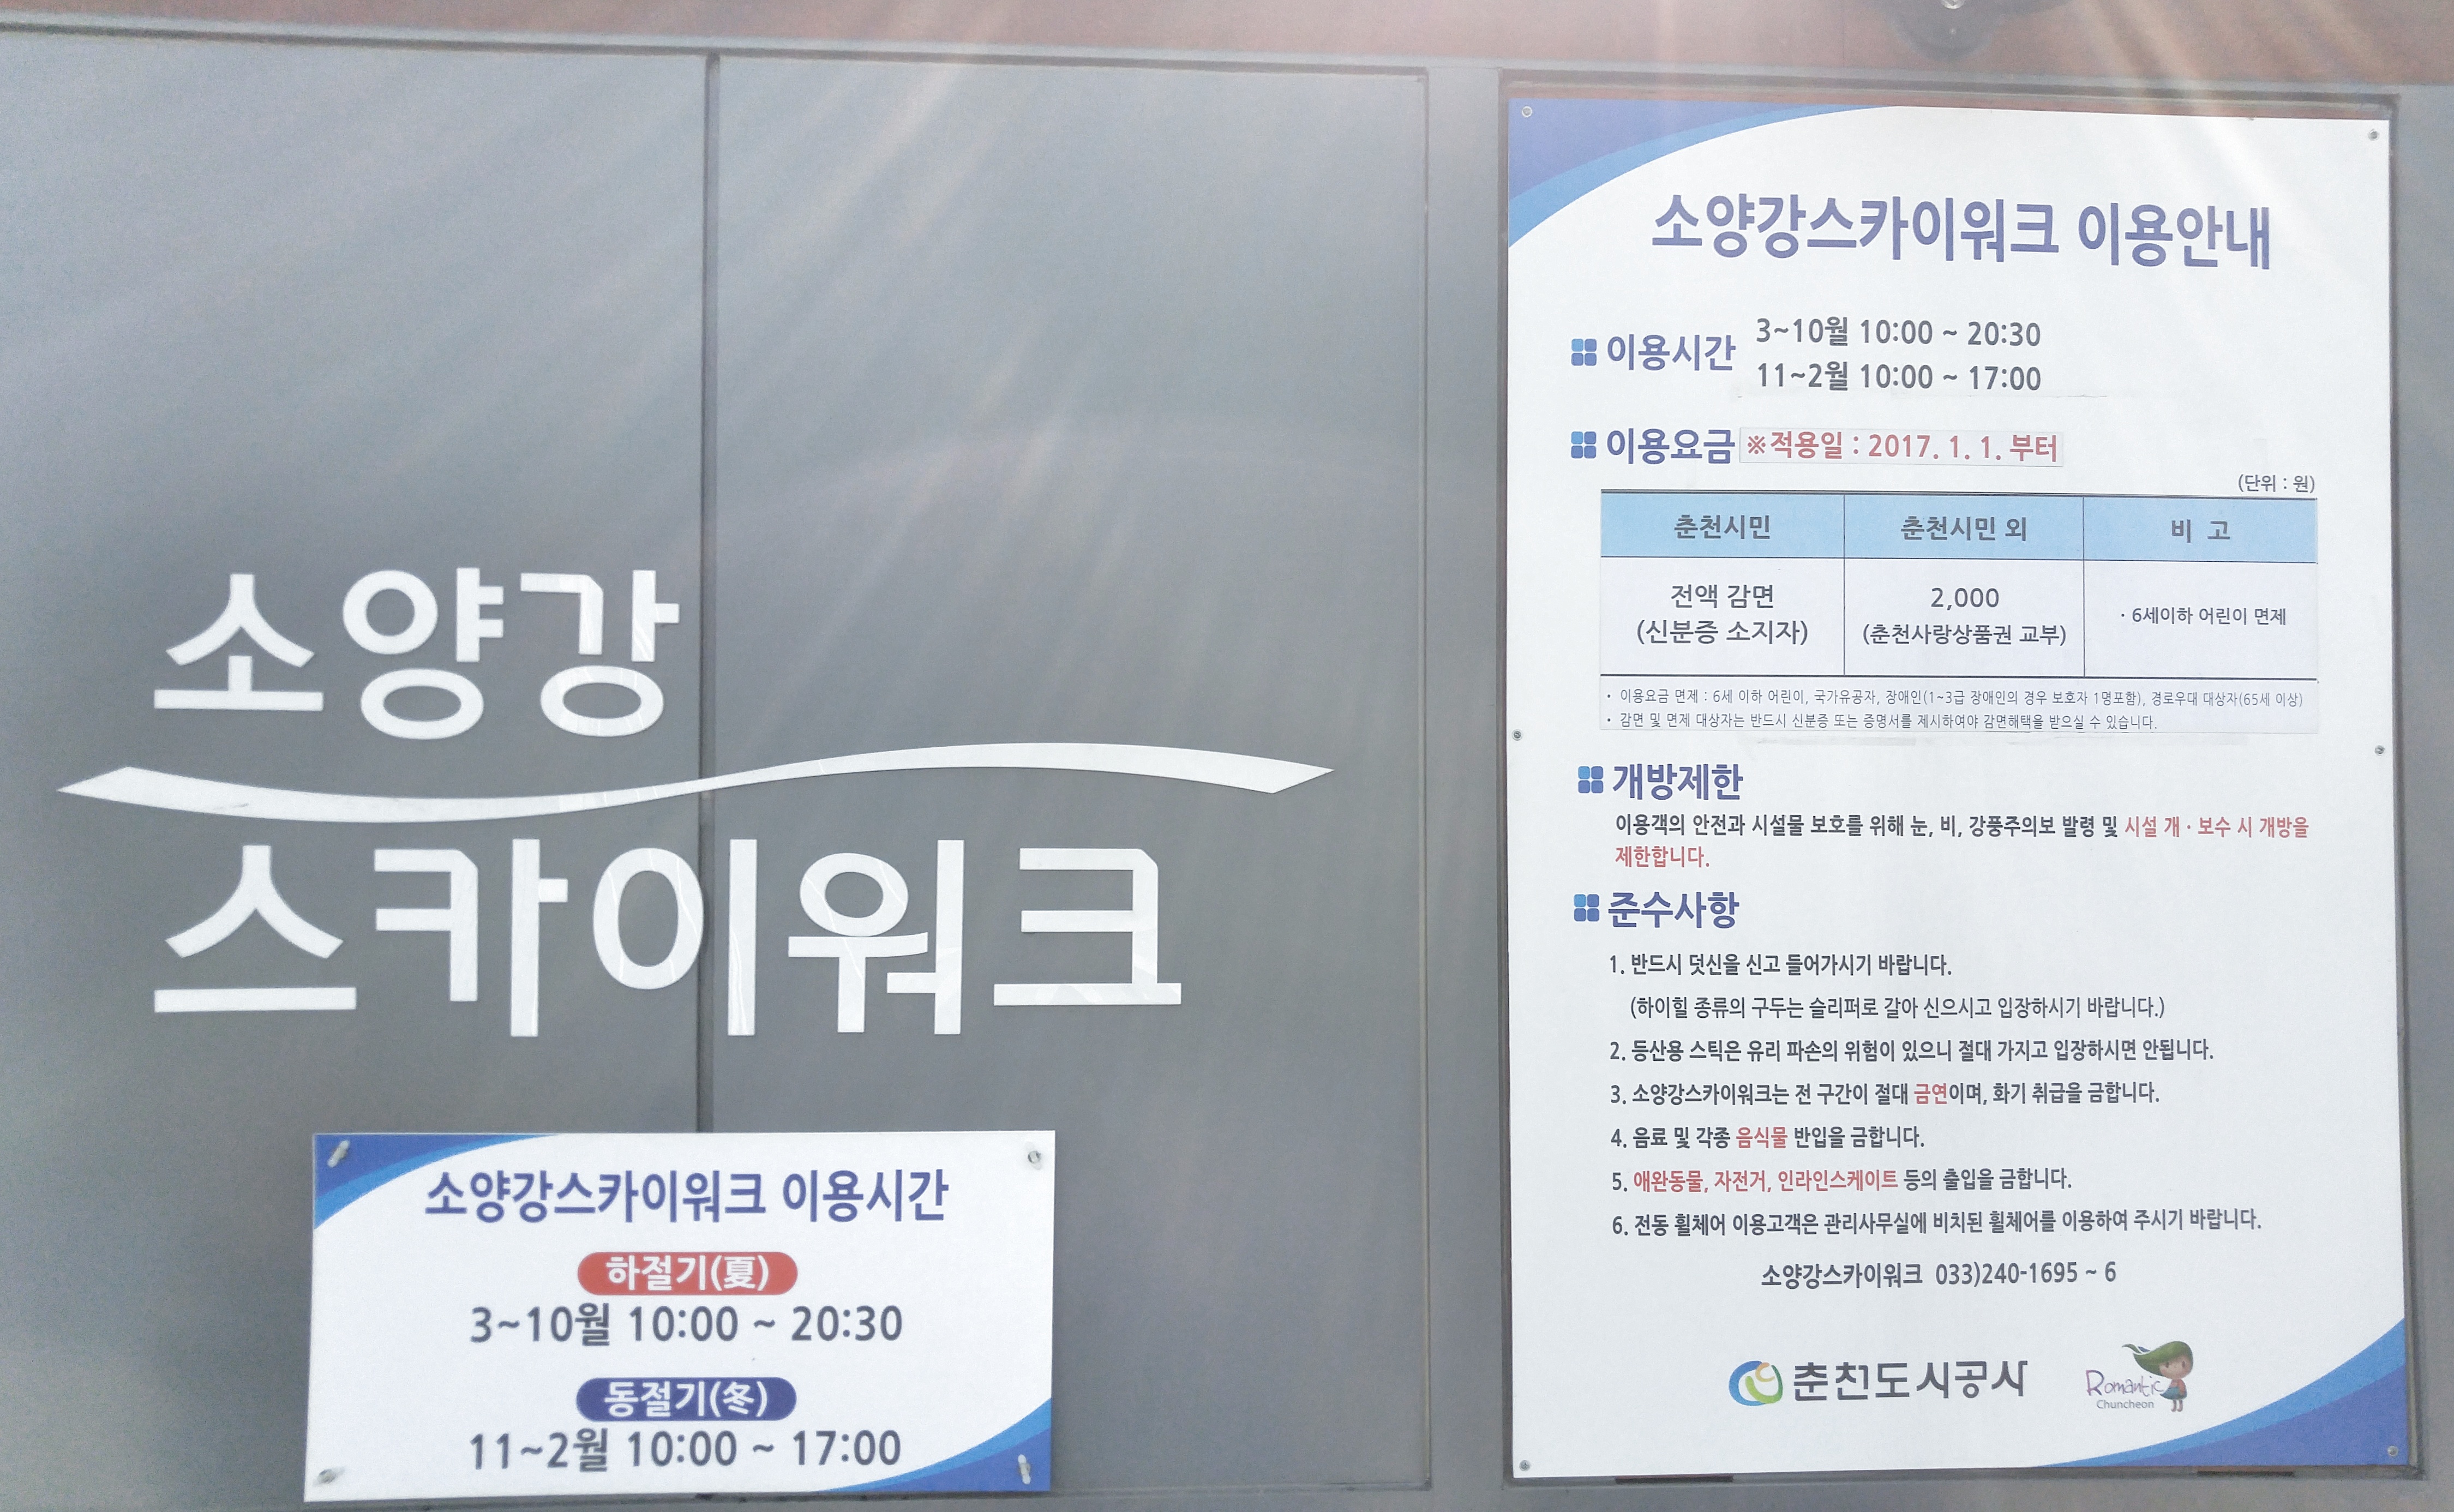 소양강
스카이워크
소양강스카이워크 이용시간
하절기(夏)
3~10월 10:00 ~ 20:30
동절기(冬)
11~2월 10:00 ~ 17:00
소양강스카이워크 이용안내
이용시간
3~10월 10:00 ~ 20:30
11~2월 10:00 ~ 17:00
이용요금 ※적용일 : 2017. 1. 1. 부터
(단위 : 원)
춘천시민 춘천시민 외 비 고
전액 감면 2,000 · 6세이하 어린이 면제
(신분증 소지자) (춘천사랑상품권 교부)
· 이용요금 면제 : 6세 이하 어린이, 국가유공자, 장애인(1~3급 장애인의 경우 보호자 1명포함), 경로우대 대상자(65세 이상)
· 감면 및 면제 대상자는 반드시 신분증 또는 증명서를 제시하여야 감면해택을 받으실 수 있습니다.
개방제한
이용객의 안전과 시설물 보호를 위해 눈, 비, 강풍주의보 발령 및 시설 개 · 보수 시 개방을
제한합니다.
준수사항
1. 반드시 덧신을 신고 들어가시기 바랍니다.
(하이힐 종류의 구두는 슬리퍼로 갈아 신으시고 입장하시기 바랍니다.)
2. 등산용 스틱은 유리 파손의 위험이 있으니 절대 가지고 입장하시면 안됩니다.
3. 소양강스카이워크는 전 구간이 절대 금연이며, 화기 취급을 금합니다.
4. 음료 및 각종 음식물 반입을 금합니다.
5. 애완동물, 자전거, 인라인스케이트 등의 출입을 금합니다.
6. 전동 휠체어 이용고객은 관리사무실에 비치된 휠체어를 이용하여 주시기 바랍니다.
소양강스카이워크 033)240-1695 ~ 6
춘천도시공사
Romantic
Chuncheon